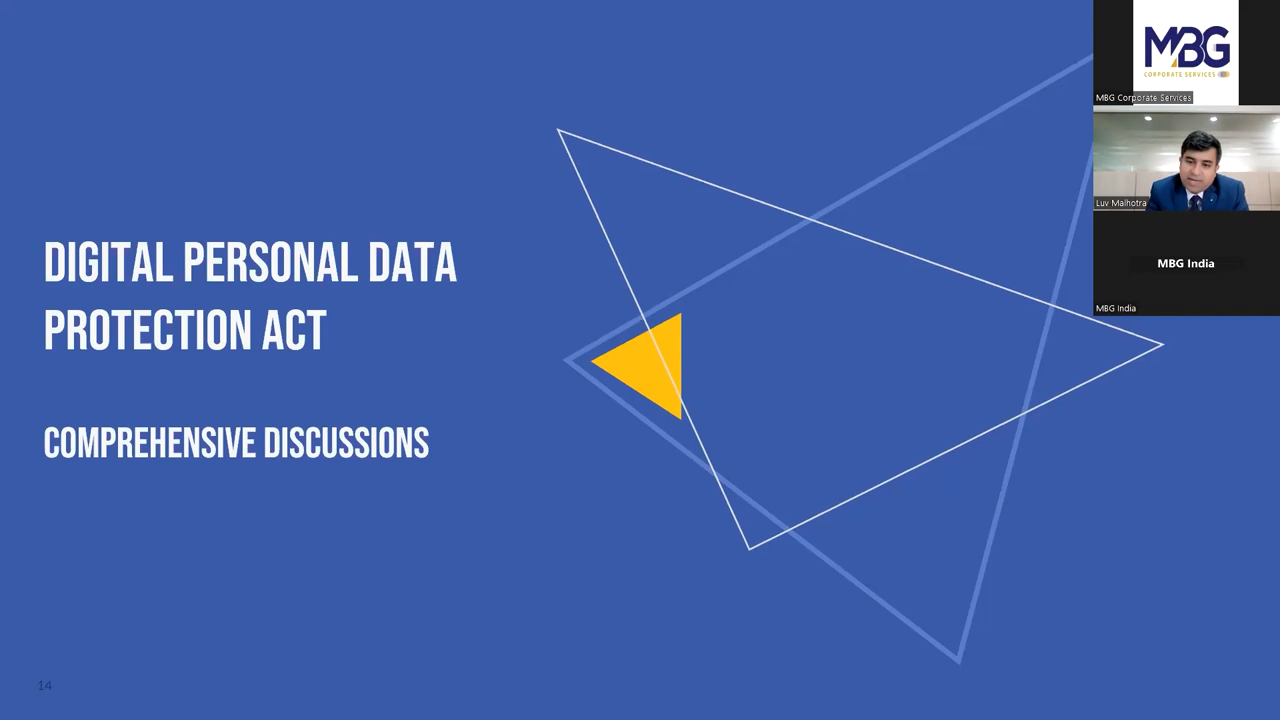 DIGITAL PERSONAL DATA
PROTECTION ACT
COMPREHENSIVE DISCUSSIONS
14
MBG
CORPORATE SERVICES
MBG Corporate Services
Luv Malhotra
MBG India
MBG India